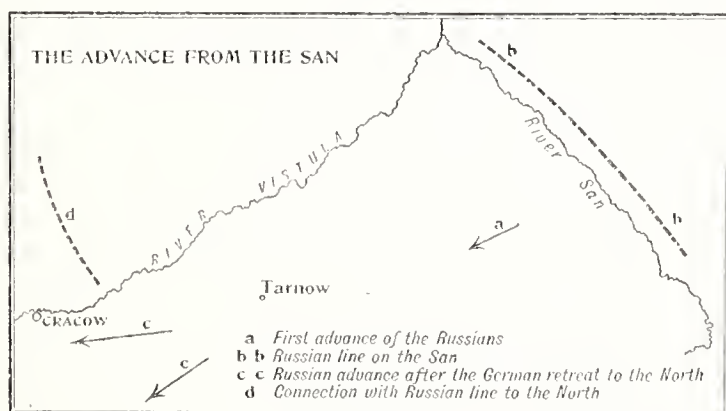 THE ADVANCE FROM THE SAN
b
RIVER VISTULA
River San
d
a
b
Tarnow
CRACOW
c
c
a First advance of the Russians
b b Russian line on the San
c c Russian advance after the German retreat to the North
d Connection with Russian line to the North